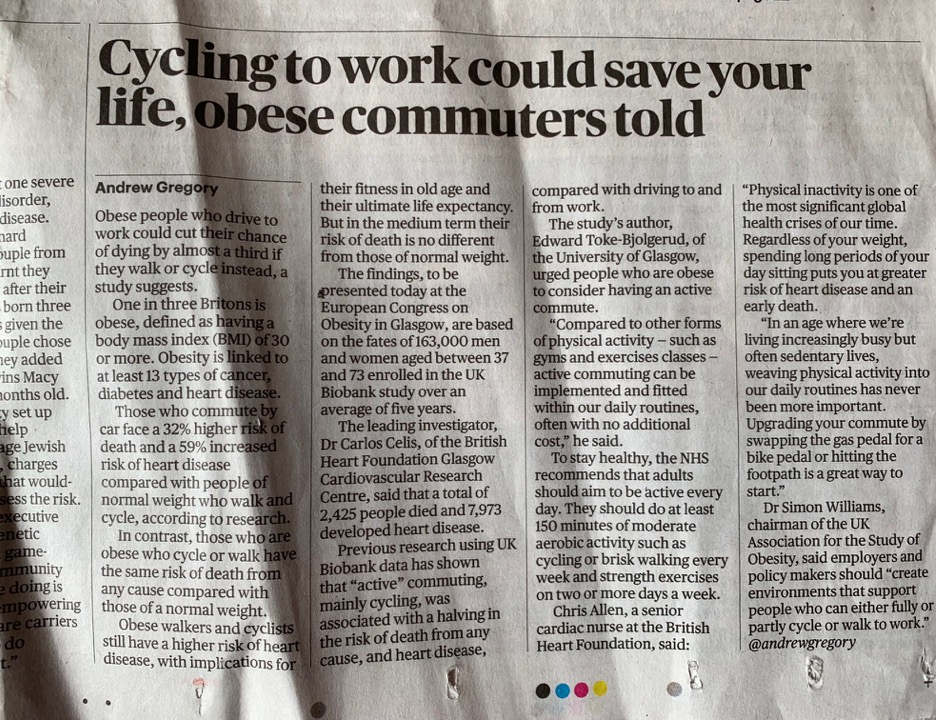 Cycling to work could save your
life, obese commuters told
one severe
disorder,
disease.
after their
born three
given the
ouple chose
hey added
Macy
onths old.
set up
help
Jewish
charges
that would-
the risk.
executive
game-
doing is
mpowering
carriers
do
Andrew Gregory
Obese people who drive to
work could cut their chance
of dying by almost a third if
they walk or cycle instead, a
study suggests.
One in three Britons is
obese, defined as having a
body mass index (BMI) of 30
or more. Obesity is linked to
at least 13 types of cancer,
diabetes and heart disease.
Those who commute by
car face a 32% higher risk of
death and a 59% increased
risk of heart disease
compared with people of
normal weight who walk and
cycle, according to research.
In contrast, those who are
obese who cycle or walk have
the same risk of death from
any cause compared with
those of a normal weight.
Obese walkers and cyclists
still have a higher risk of heart
disease, with implications for
their fitness in old age and
their ultimate life expectancy.
But in the medium term their
risk of death is no different
from those of normal weight.
The findings, to be
presented today at the
European Congress on
Obesity in Glasgow, are based
on the fates of 163,000 men
and women aged between 37
and 73 enrolled in the UK
Biobank study over an
average of five years.
The leading investigator,
Dr Carlos Celis, of the British
Heart Foundation Glasgow
Cardiovascular Research
Centre, said that a total of
2,425 people died and 7,973
developed heart disease.
Previous research using UK
Biobank data has shown
that “active” commuting,
mainly cycling, was
associated with a halving in
the risk of death from any
cause, and heart disease,
compared with driving to and
from work.
The study’s author,
Edward Toke-Bjolgerud, of
the University of Glasgow,
urged people who are obese
to consider having an active
commute.
“Compared to other forms
of physical activity – such as
gyms and exercises classes –
active commuting can be
implemented and fitted
within our daily routines,
often with no additional
cost,” he said.
To stay healthy, the NHS
recommends that adults
should aim to be active every
day. They should do at least
150 minutes of moderate
aerobic activity such as
cycling or brisk walking every
week and strength exercises
on two or more days a week.
Chris Allen, a senior
cardiac nurse at the British
Heart Foundation, said:
“Physical inactivity is one of
the most significant global
health crises of our time.
Regardless of your weight,
spending long periods of your
day sitting puts you at greater
risk of heart disease and an
early death.
“In an age where we’re
living increasingly busy but
often sedentary lives,
weaving physical activity into
our daily routines has never
been more important.
Upgrading your commute by
swapping the gas pedal for a
bike pedal or hitting the
footpath is a great way to
start.”
Dr Simon Williams,
chairman of the UK
Association for the Study of
Obesity, said employers and
policy makers should “create
environments that support
people who can either fully or
partly cycle or walk to work.”
@andrewgregory